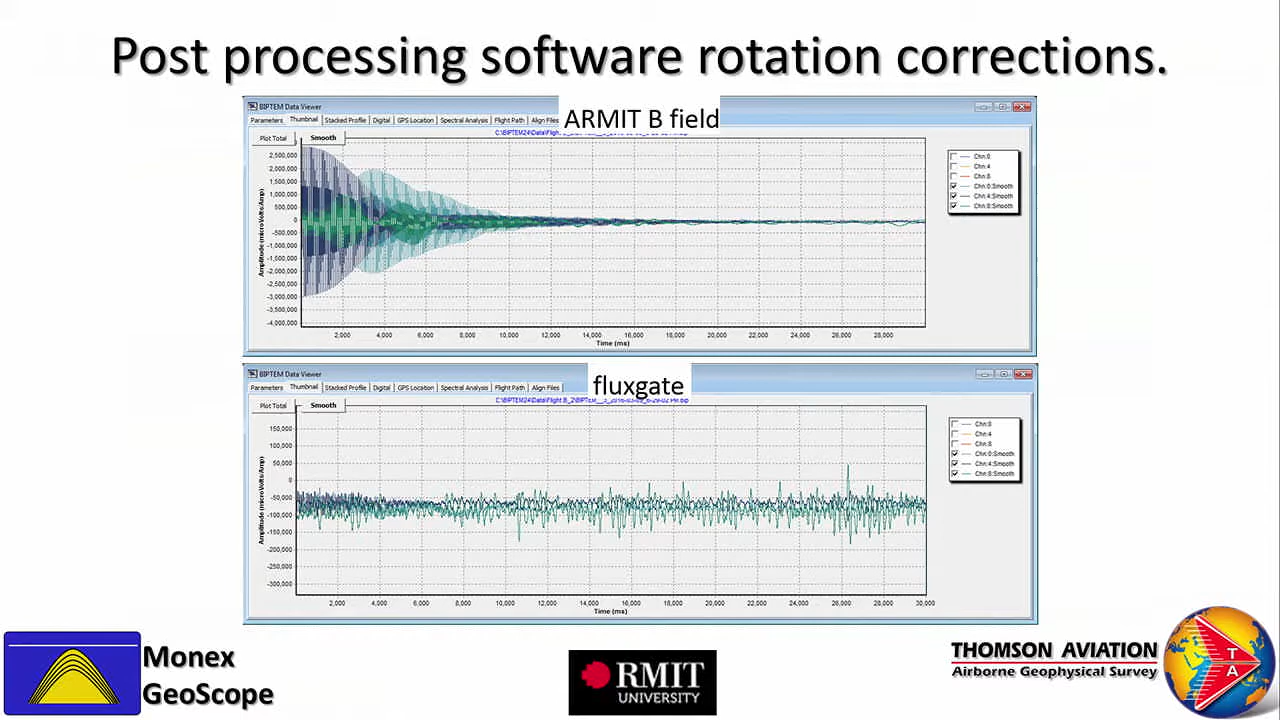 Post processing software rotation corrections.
BIPTEM Data Viewer
ARMIT B field
Parameters Thumbnail Stacked Profile Digital GPS Location Spectral Analysis Flight Path Align Files
Plot Total Smooth
Amplitude (microVolts/Amp)
2,500,000
2,000,000
1,500,000
1,000,000
500,000
0
-500,000
-1,000,000
-1,500,000
-2,000,000
-2,500,000
-3,000,000
-3,500,000
-4,000,000
2,000 4,000 6,000 8,000 10,000 12,000 14,000 16,000 18,000 20,000 22,000 24,000 26,000 28,000
Time (ms)
Chn:0
Chn:4
Chn:8
Chn:0:Smooth
Chn:4:Smooth
Chn:8:Smooth
BIPTEM Data Viewer
fluxgate
Parameters Thumbnail Stacked Profile Digital GPS Location Spectral Analysis Flight Path Align Files
Plot Total Smooth
Amplitude (microVolts/Amp)
150,000
100,000
50,000
0
-50,000
-100,000
-150,000
-200,000
-250,000
-300,000
2,000 4,000 6,000 8,000 10,000 12,000 14,000 16,000 18,000 20,000 22,000 24,000 26,000 28,000 30,000
Time (ms)
Chn:0
Chn:4
Chn:8
Chn:0:Smooth
Chn:4:Smooth
Chn:8:Smooth
Monex
GeoScope
RMIT
UNIVERSITY
THOMSON AVIATION
Airborne Geophysical Survey
T
A